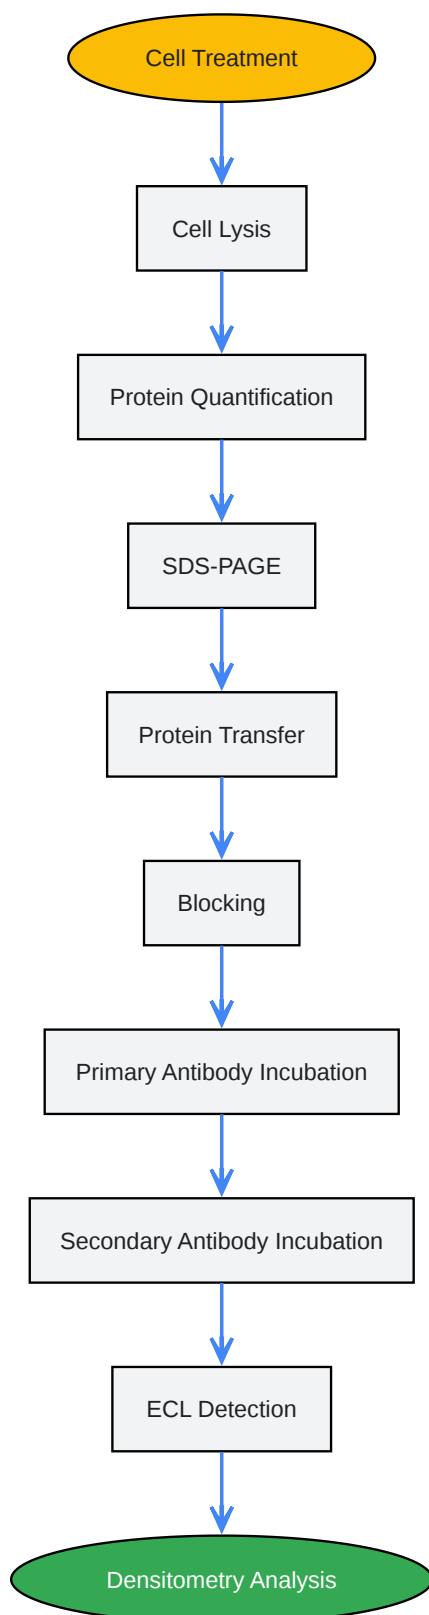 Cell Treatment
Cell Lysis
Protein Quantification
SDS-PAGE
Protein Transfer
Blocking
Primary Antibody Incubation
Secondary Antibody Incubation
ECL Detection
Densitometry Analysis